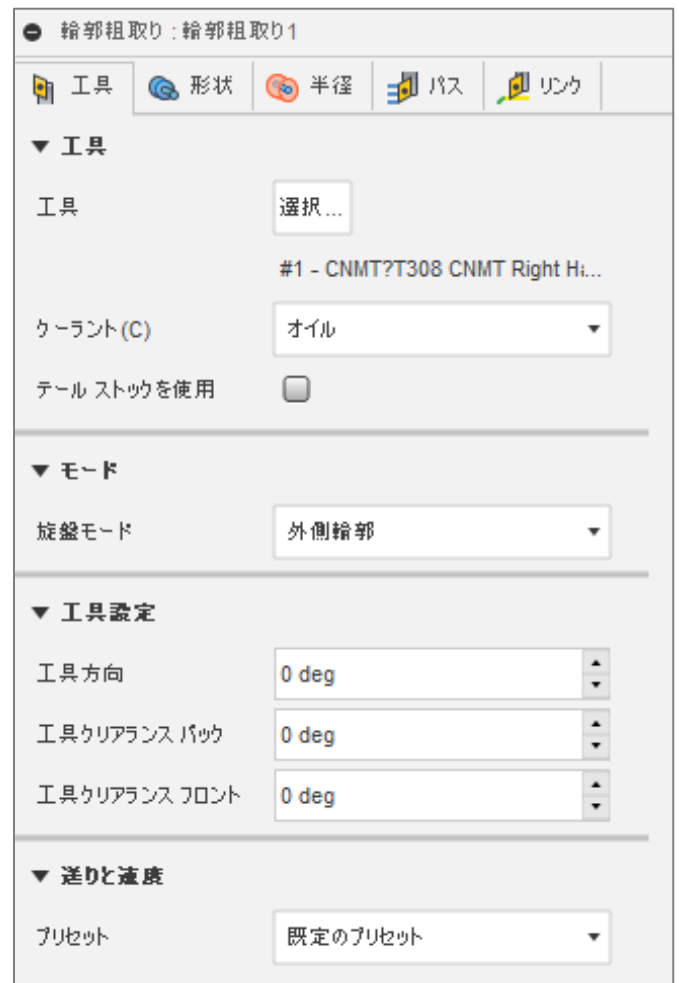 輪郭粗取り : 輪郭粗取り1
工具 形状 半径 パス リンク
▼ 工具
工具 選択 ...
#1 - CNMT?T308 CNMT Right Ha...
クーラント(C) オイル
テール ストックを使用
▼ モード
旋盤モード 外側輪郭
▼ 工具設定
工具方向 0 deg
工具クリアランス バック 0 deg
工具クリアランス フロント 0 deg
▼ 送りと速度
プリセット 既定のプリセット